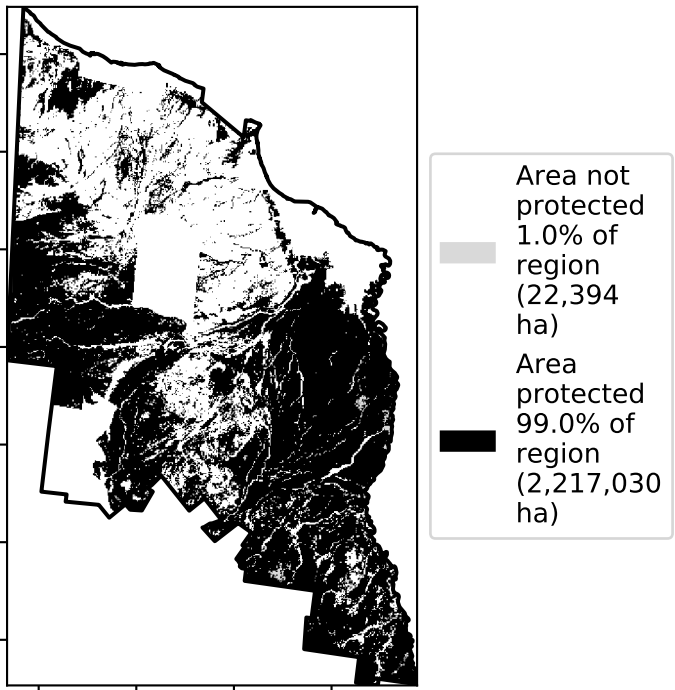 Area not
protected
1.0% of
region
(22,394
ha)
Area
protected
99.0% of
region
(2,217,030
ha)